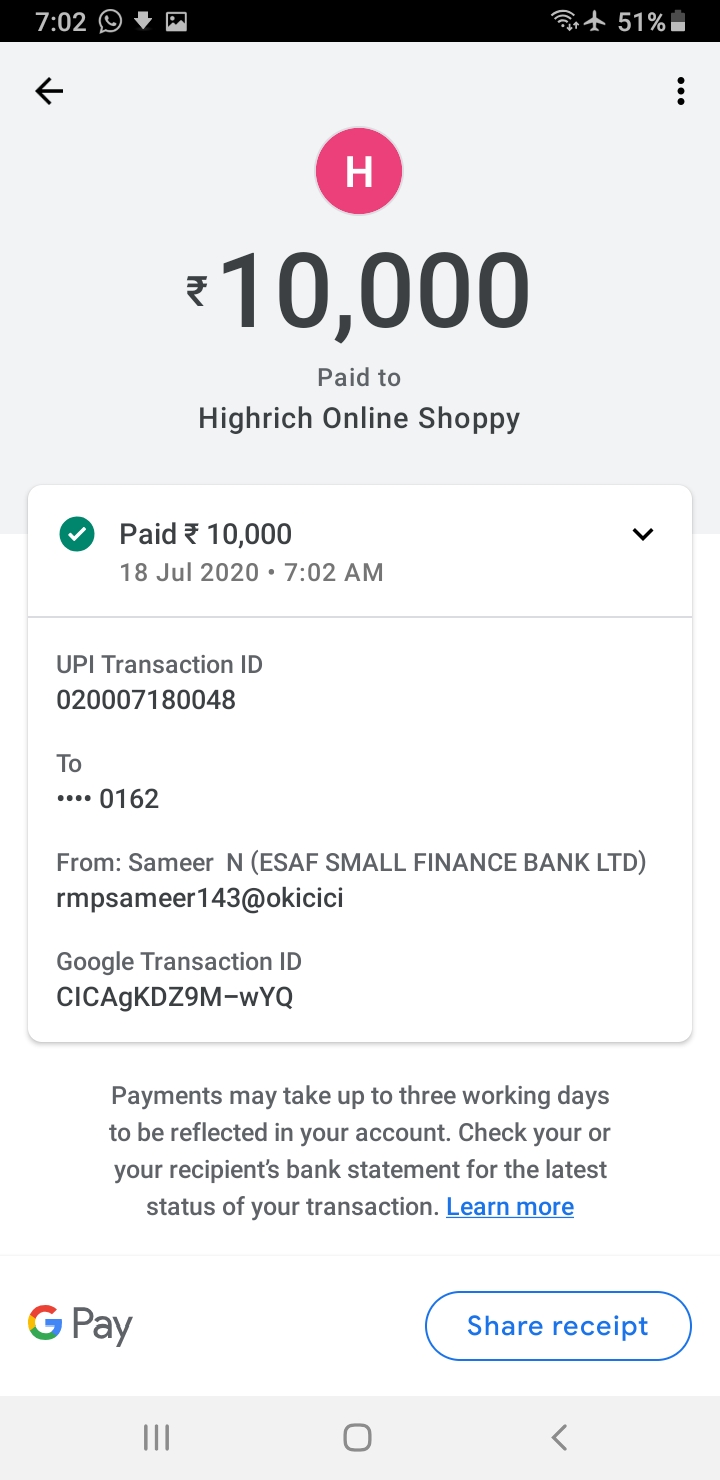 7:02 51%
H
₹10,000
Paid to
Highrich Online Shoppy
Paid ₹ 10,000
18 Jul 2020 • 7:02 AM
UPI Transaction ID
020007180048
To
•••• 0162
From: Sameer  N (ESAF SMALL FINANCE BANK LTD)
rmpsameer143@okicici
Google Transaction ID
CICAgKDZ9M–wYQ
Payments may take up to three working days
to be reflected in your account. Check your or
your recipient's bank statement for the latest
status of your transaction. Learn more
G Pay
Share receipt